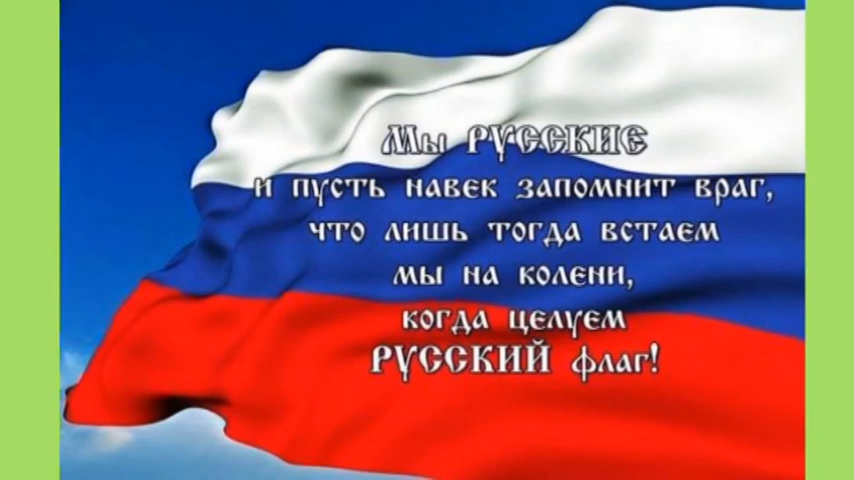 Мы РУССКИЕ
и пусть навек запомнит враг,
что лишь тогда встаем
мы на колени,
когда целуем
РУССКИЙ флаг!